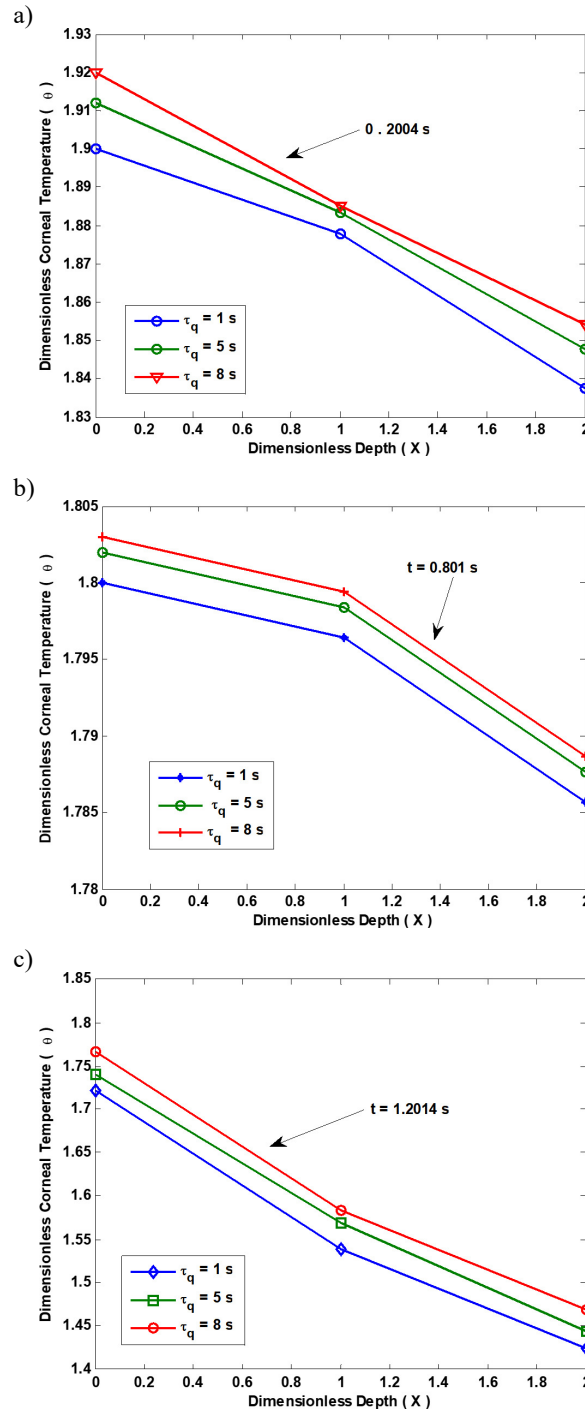 a)
1.93
1.92
1.91
1.9
1.89
1.88
1.87
1.86
1.85
1.84
1.83
Dimensionless Corneal Temperature ( θ )
0 . 2004 s
τq = 1 s
τq = 5 s
τq = 8 s
0 0.2 0.4 0.6 0.8 1 1.2 1.4 1.6 1.8 2
Dimensionless Depth ( X )
b)
1.805
1.8
1.795
1.79
1.785
1.78
Dimensionless Corneal Temperature ( θ )
t = 0.801 s
τq = 1 s
τq = 5 s
τq = 8 s
0 0.2 0.4 0.6 0.8 1 1.2 1.4 1.6 1.8 2
Dimensionless Depth ( X )
c)
1.85
1.8
1.75
1.7
1.65
1.6
1.55
1.5
1.45
1.4
Dimensionless Corneal Temperature ( θ )
t = 1.2014 s
τq = 1 s
τq = 5 s
τq = 8 s
0 0.2 0.4 0.6 0.8 1 1.2 1.4 1.6 1.8 2
Dimensionless Depth ( X )